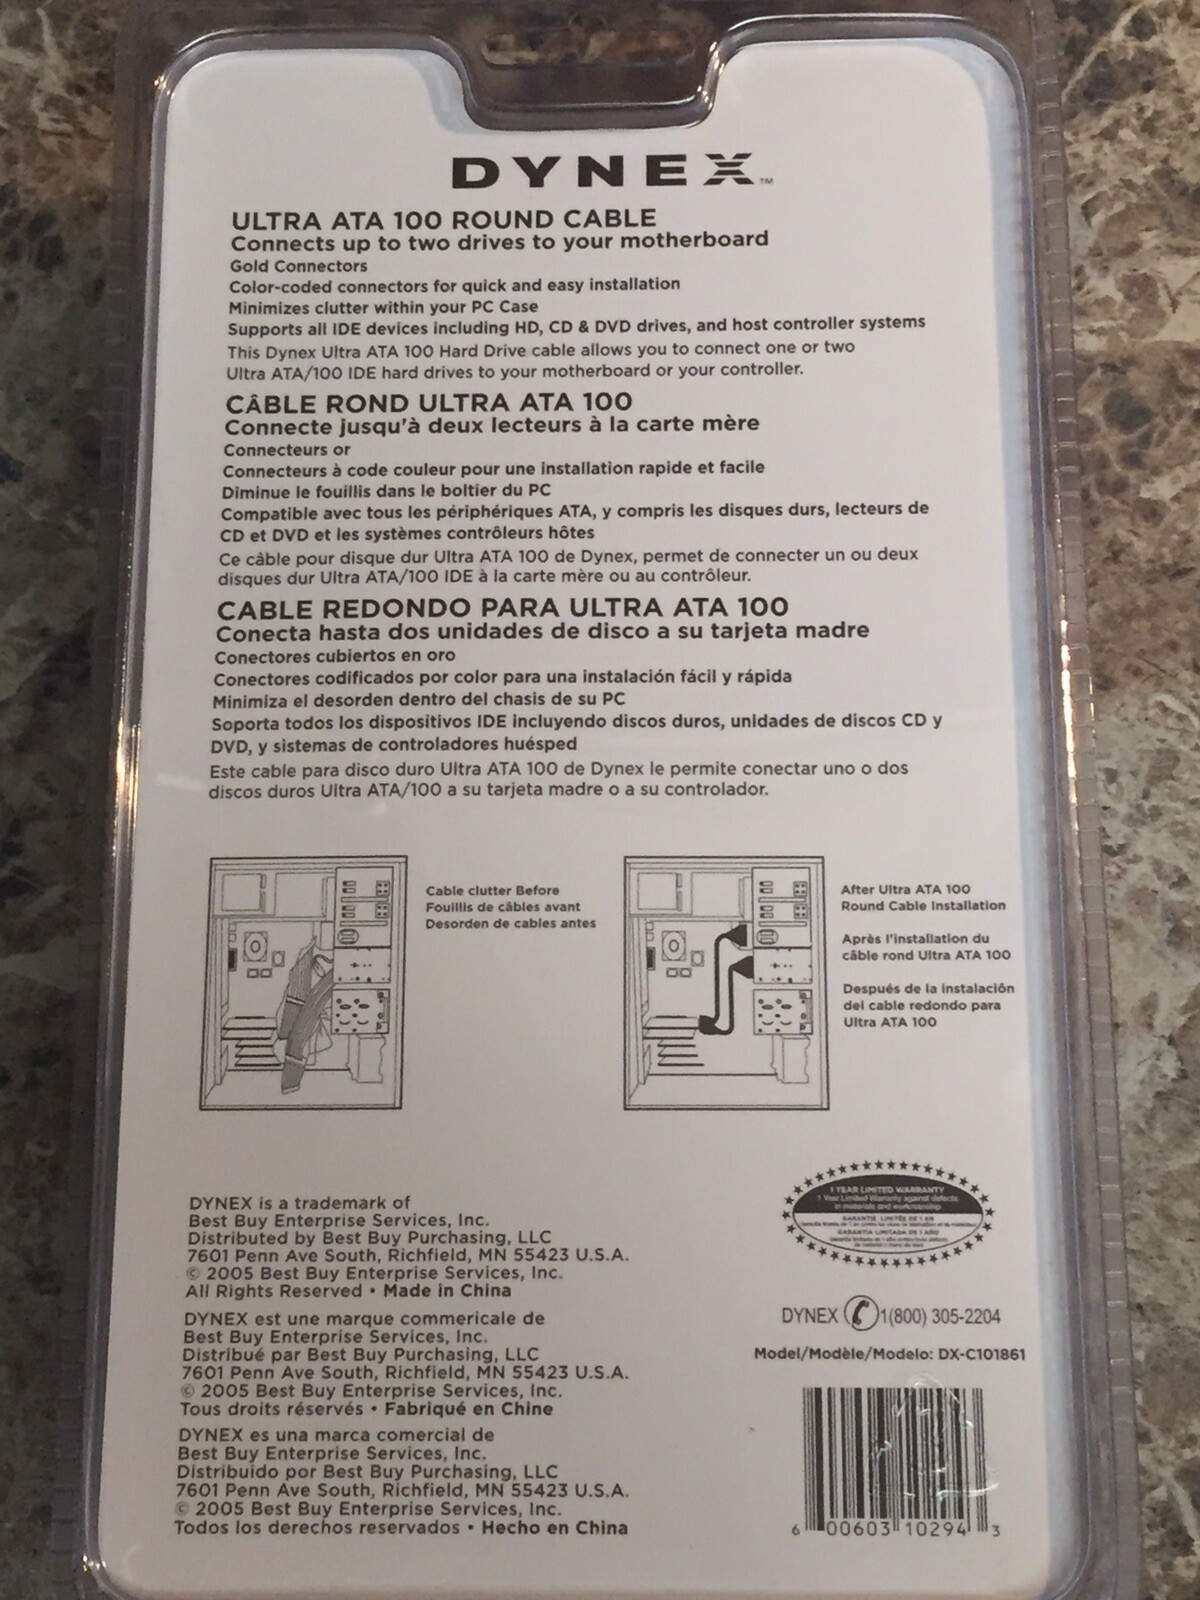 DYNEX™
ULTRA ATA 100 ROUND CABLE
Connects up to two drives to your motherboard
Gold Connectors
Color-coded connectors for quick and easy installation
Minimizes clutter within your PC Case
Supports all IDE devices including HD, CD & DVD drives, and host controller systems
This Dynex Ultra ATA 100 Hard Drive cable allows you to connect one or two
Ultra ATA/100 IDE hard drives to your motherboard or your controller.
CÂBLE ROND ULTRA ATA 100
Connecte jusqu'à deux lecteurs à la carte mère
Connecteurs or
Connecteurs à code couleur pour une installation rapide et facile
Diminue le fouillis dans le boîtier du PC
Compatible avec tous les périphériques ATA, y compris les disques durs, lecteurs de
CD et DVD et les systèmes contrôleurs hôtes
Ce câble pour disque dur Ultra ATA 100 de Dynex, permet de connecter un ou deux
disques dur Ultra ATA/100 IDE à la carte mère ou au contrôleur.
CABLE REDONDO PARA ULTRA ATA 100
Conecta hasta dos unidades de disco a su tarjeta madre
Conectores cubiertos en oro
Conectores codificados por color para una instalación fácil y rápida
Minimiza el desorden dentro del chasis de su PC
Soporta todos los dispositivos IDE incluyendo discos duros, unidades de discos CD y
DVD, y sistemas de controladores huésped
Este cable para disco duro Ultra ATA 100 de Dynex le permite conectar uno o dos
discos duros Ultra ATA/100 a su tarjeta madre o a su controlador.
Cable clutter Before
Fouillis de câbles avant
Desorden de cables antes
After Ultra ATA 100
Round Cable Installation
Après l'installation du
câble rond Ultra ATA 100
Después de la instalación
del cable redondo para
Ultra ATA 100
DYNEX is a trademark of
Best Buy Enterprise Services, Inc.
Distributed by Best Buy Purchasing, LLC
7601 Penn Ave South, Richfield, MN 55423 U.S.A.
© 2005 Best Buy Enterprise Services, Inc.
All Rights Reserved • Made in China
DYNEX est une marque commericale de
Best Buy Enterprise Services, Inc.
Distribué par Best Buy Purchasing, LLC
7601 Penn Ave South, Richfield, MN 55423 U.S.A.
© 2005 Best Buy Enterprise Services, Inc.
Tous droits réservés • Fabriqué en Chine
DYNEX es una marca comercial de
Best Buy Enterprise Services, Inc.
Distribuido por Best Buy Purchasing, LLC
7601 Penn Ave South, Richfield, MN 55423 U.S.A.
© 2005 Best Buy Enterprise Services, Inc.
Todos los derechos reservados • Hecho en China
1 YEAR LIMITED WARRANTY
1 Year Limited Warranty against defects
in materials and workmanship
GARANTIE LIMITÉE DE 1 AN
GARANTIA LIMITADA DE 1 AÑO
DYNEX 1(800) 305-2204
Model/Modèle/Modelo: DX-C101861
6 00603 10294 3